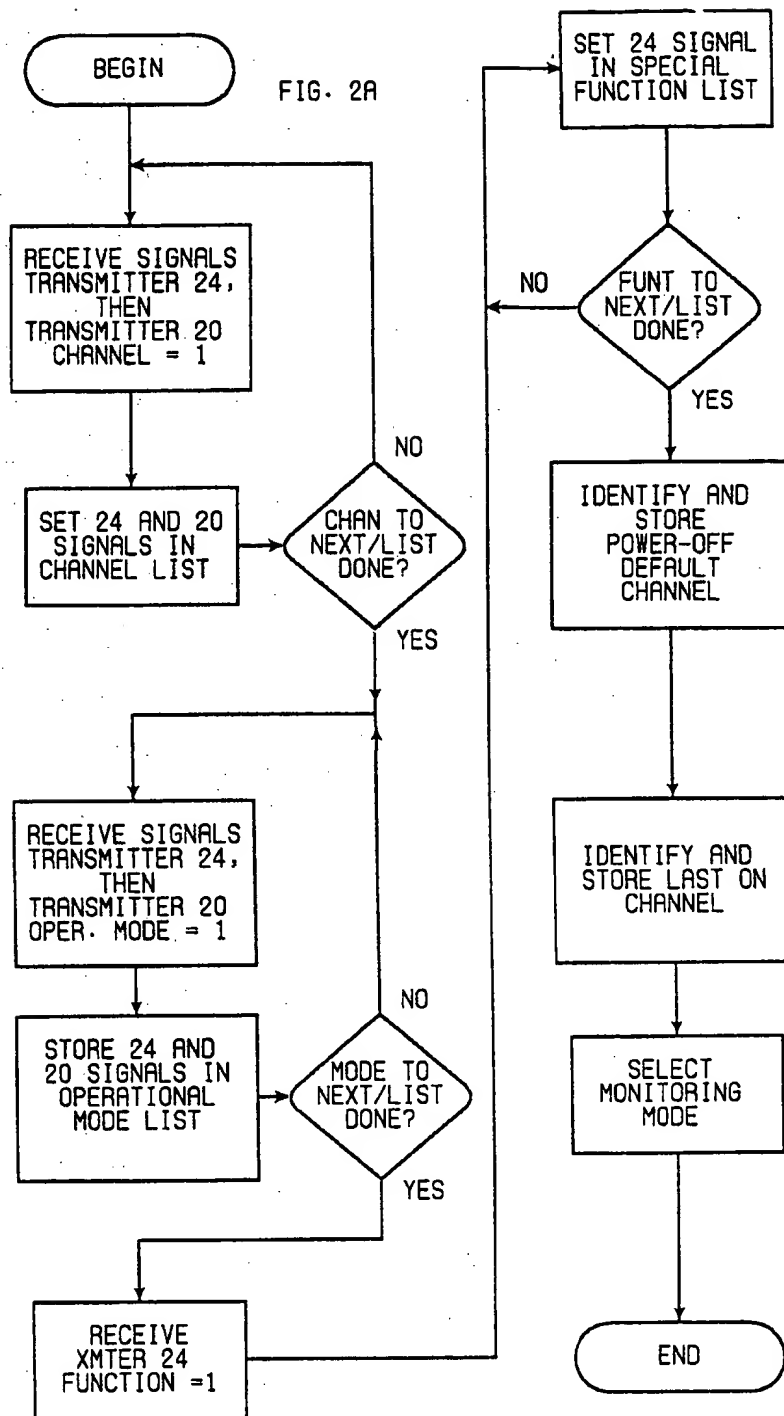 BEGIN
FIG. 2A
RECEIVE SIGNALS
TRANSMITTER 24,
THEN
TRANSMITTER 20
CHANNEL = 1
SET 24 AND 20
SIGNALS IN
CHANNEL LIST
NO
CHAN TO
NEXT/LIST
DONE?
YES
RECEIVE SIGNALS
TRANSMITTER 24,
THEN
TRANSMITTER 20
OPER. MODE = 1
STORE 24 AND
20 SIGNALS IN
OPERATIONAL
MODE LIST
NO
MODE TO
NEXT/LIST
DONE?
YES
RECEIVE
XMTER 24
FUNCTION =1
SET 24 SIGNAL
IN SPECIAL
FUNCTION LIST
NO
FUNT TO
NEXT/LIST
DONE?
YES
IDENTIFY AND
STORE
POWER-OFF
DEFAULT
CHANNEL
IDENTIFY AND
STORE LAST ON
CHANNEL
SELECT
MONITORING
MODE
END